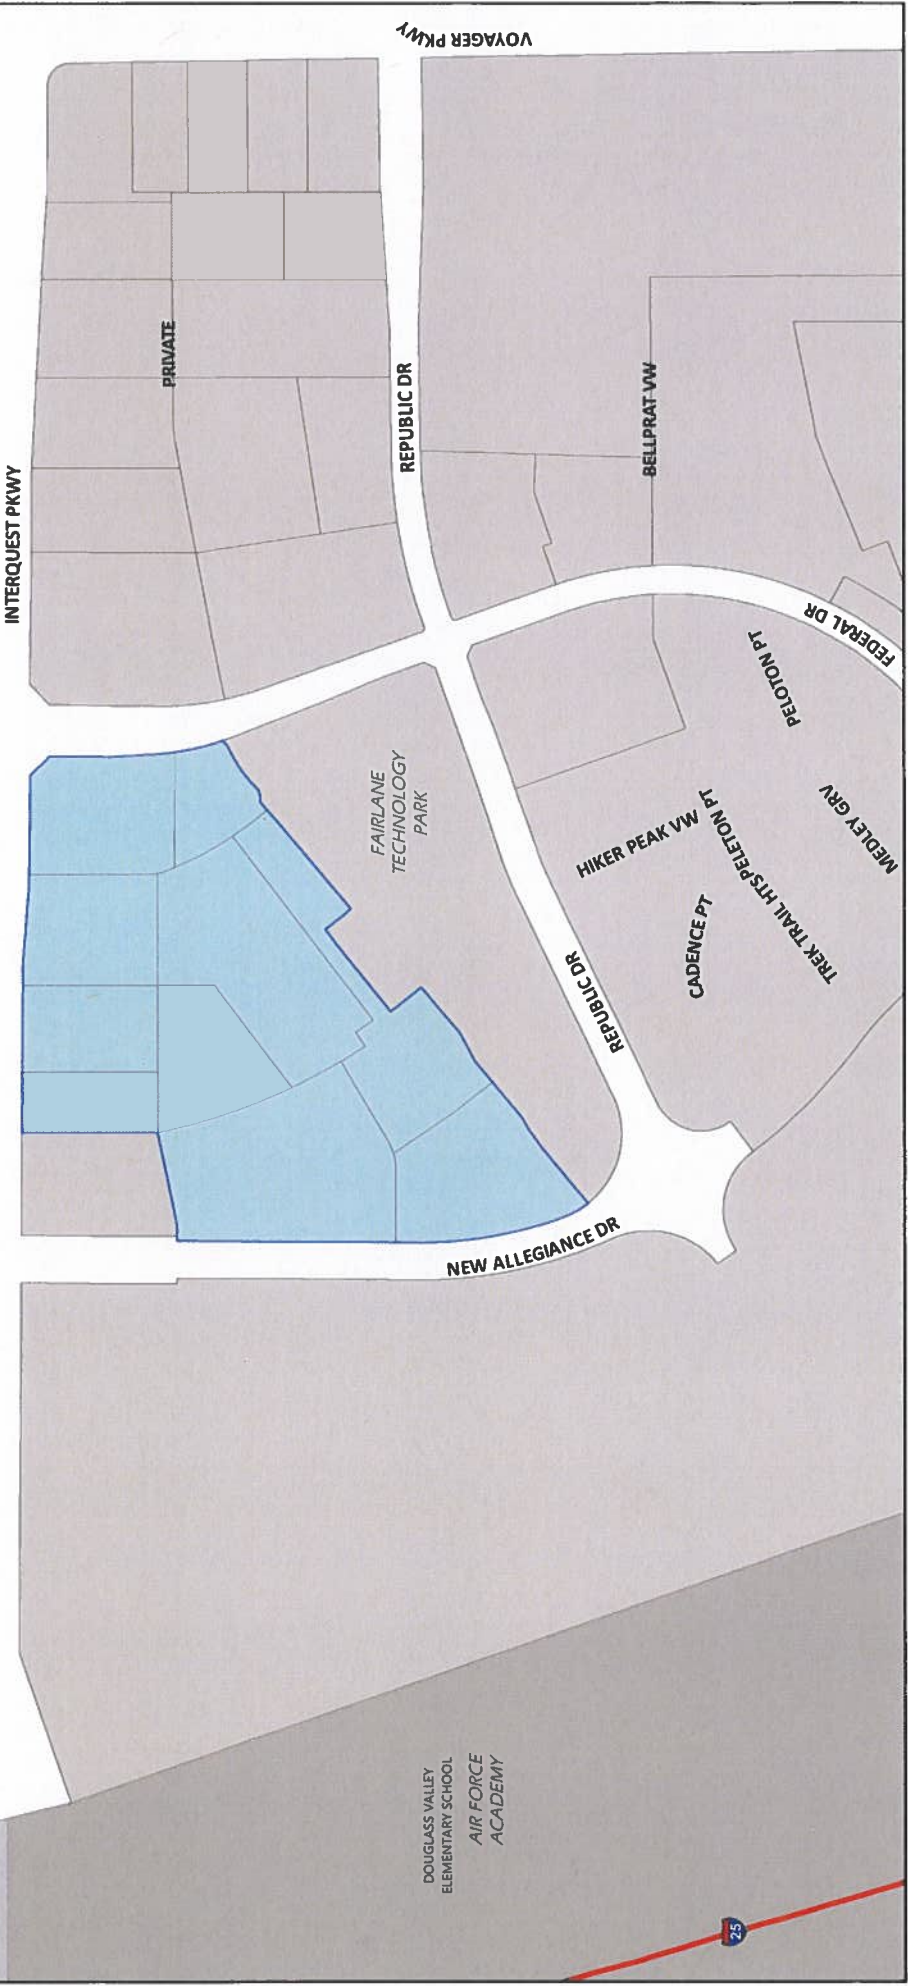 VOYAGER PKWY
PRIVATE
REPUBLIC DR
BELLPRAT VW
INTERQUEST PKWY
FEDERAL DR
PELOTON PT
FAIRLANE
TECHNOLOGY
PARK
HIKER PEAK VW
PELETON PT
MEDLEY GRV
TREK TRAIL HTS
CADENCE PT
REPUBLIC DR
NEW ALLEGIANCE DR
DOUGLASS VALLEY
ELEMENTARY SCHOOL
AIR FORCE
ACADEMY
25